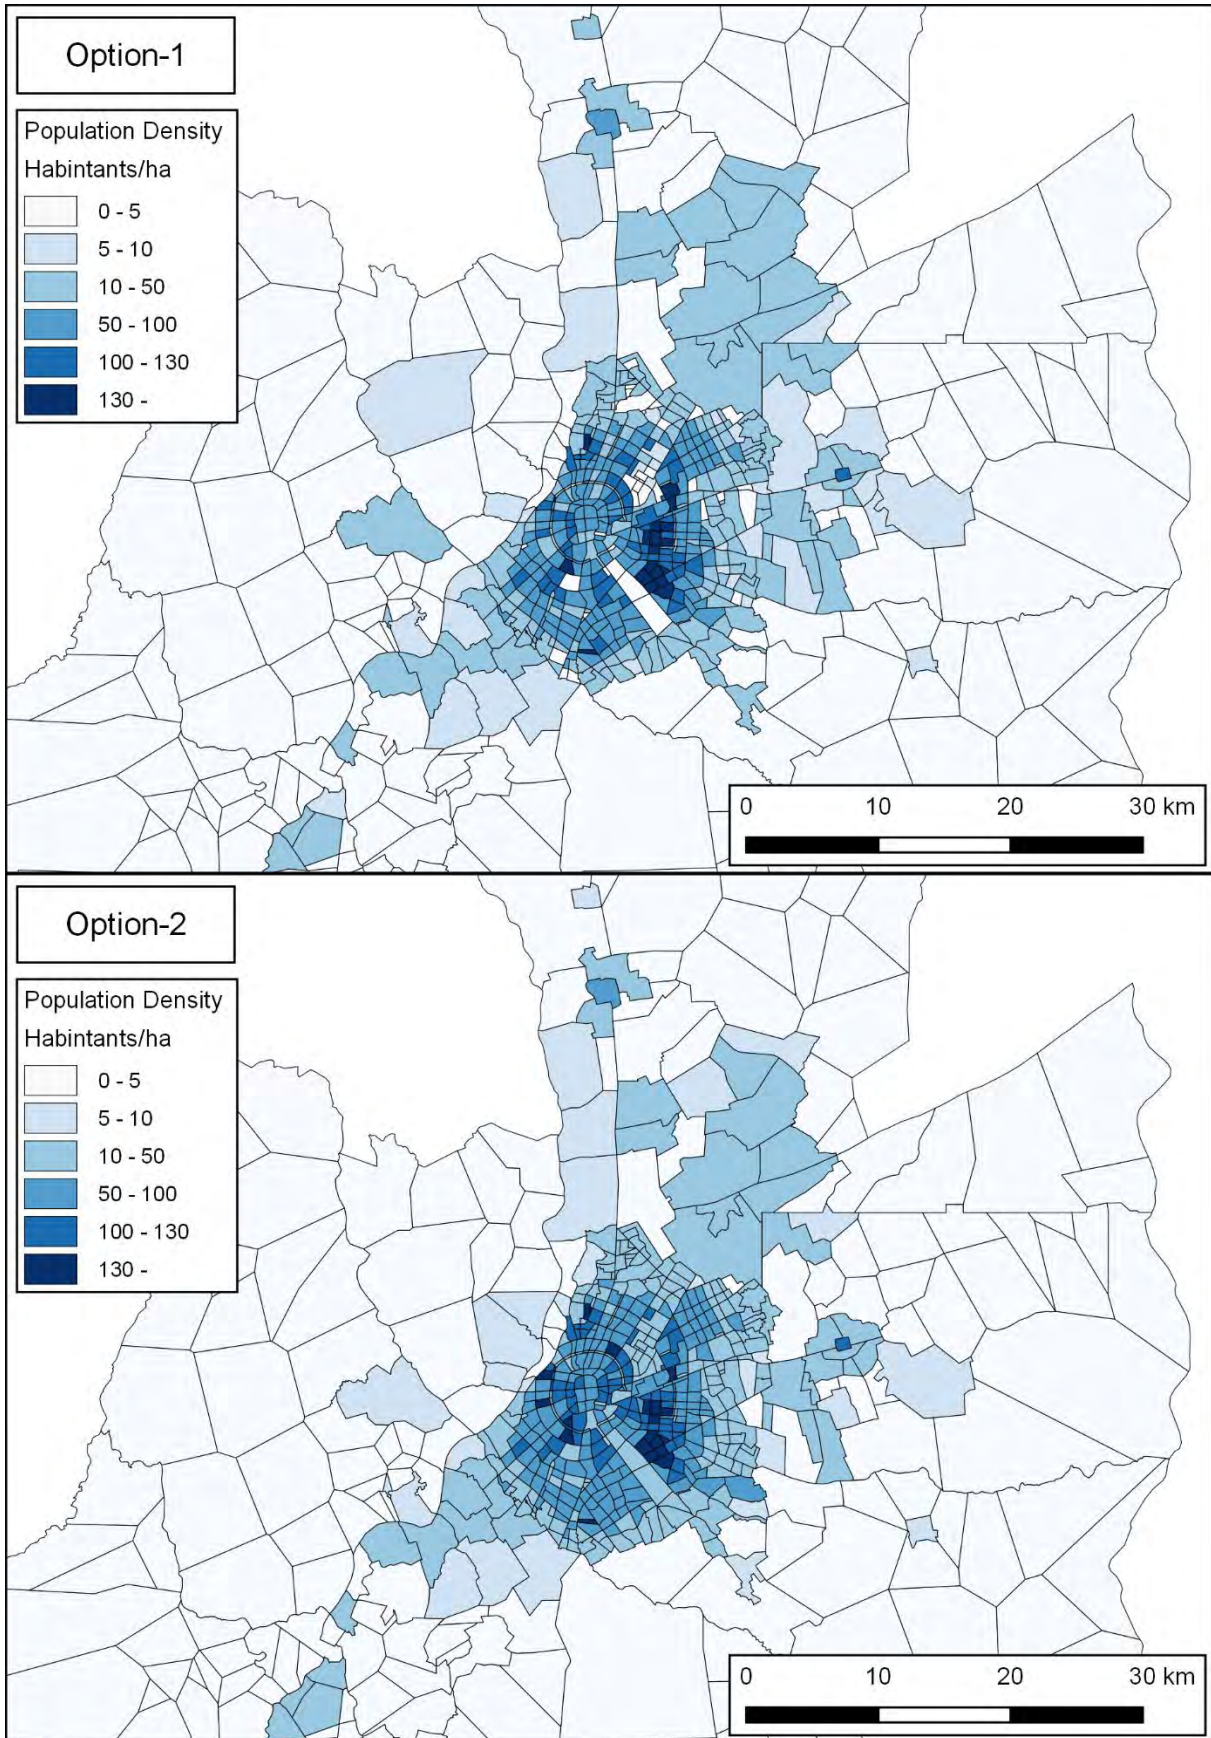 Option-1
Population Density
Habintants/ha
0 - 5
5 - 10
10 - 50
50 - 100
100 - 130
130 -
0 10 20 30 km
Option-2
Population Density
Habintants/ha
0 - 5
5 - 10
10 - 50
50 - 100
100 - 130
130 -
0 10 20 30 km